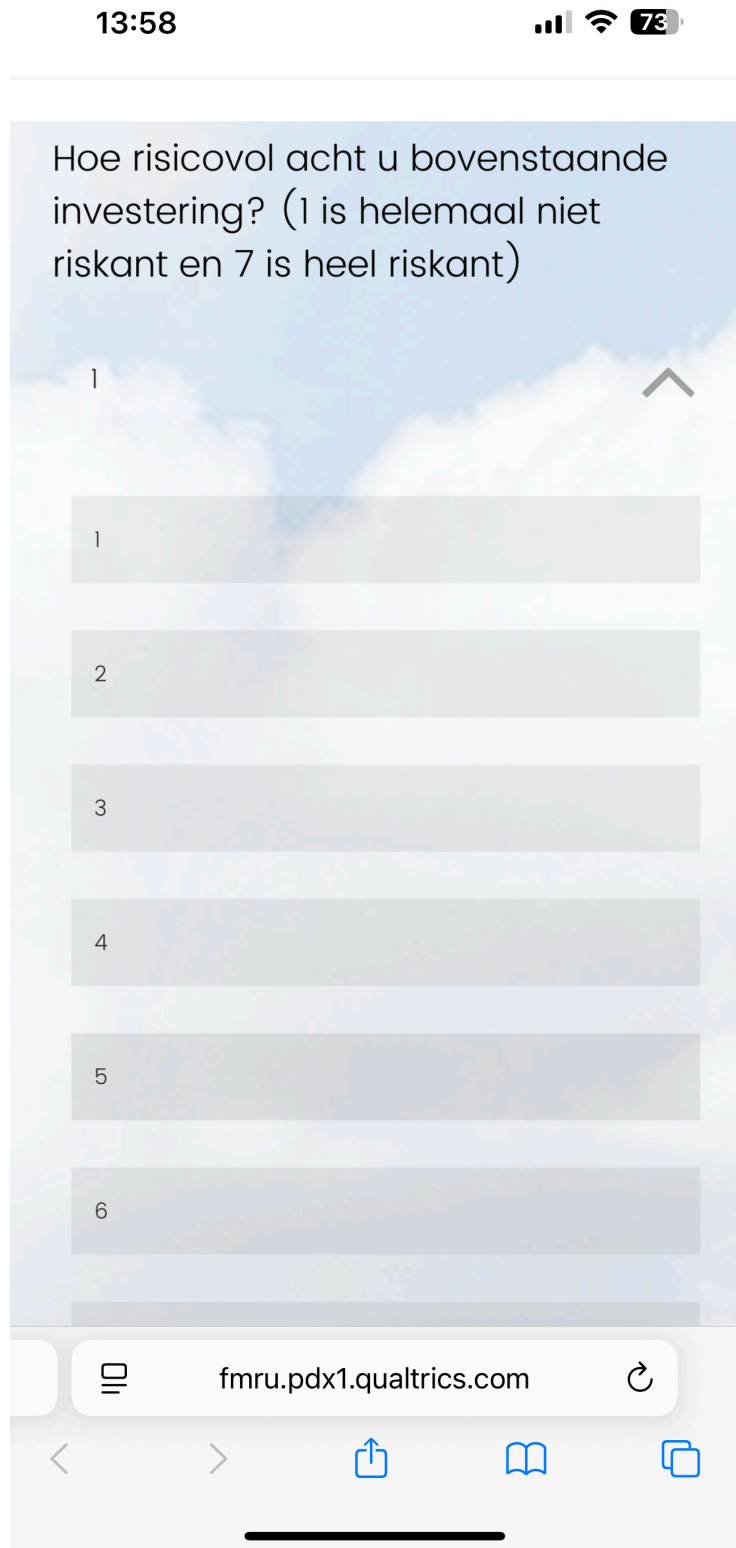 13:58
73
Hoe risicovol acht u bovenstaande
investering? (1 is helemaal niet
riskant en 7 is heel riskant)
1
1
2
3
4
5
6
fmru.pdx1.qualtrics.com